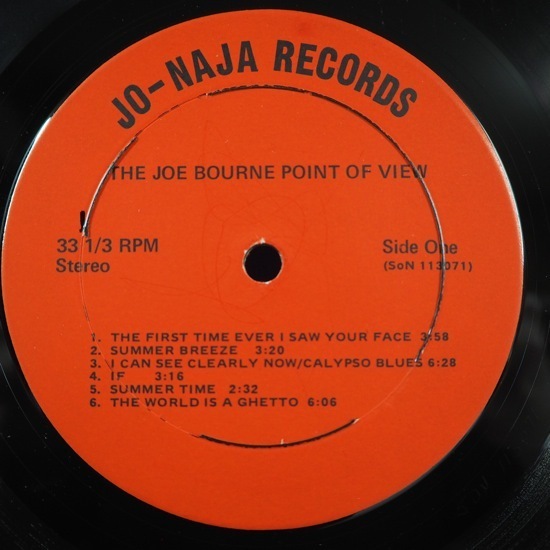 JO-NAJA RECORDS
THE JOE BOURNE POINT OF VIEW
33 1/3 RPM
Stereo
Side One
(SoN 113071)
1. THE FIRST TIME EVER I SAW YOUR FACE 3:58
2. SUMMER BREEZE 3:20
3. I CAN SEE CLEARLY NOW/CALYPSO BLUES 6:28
4. IF 3:16
5. SUMMER TIME 2:32
6. THE WORLD IS A GHETTO 6:06